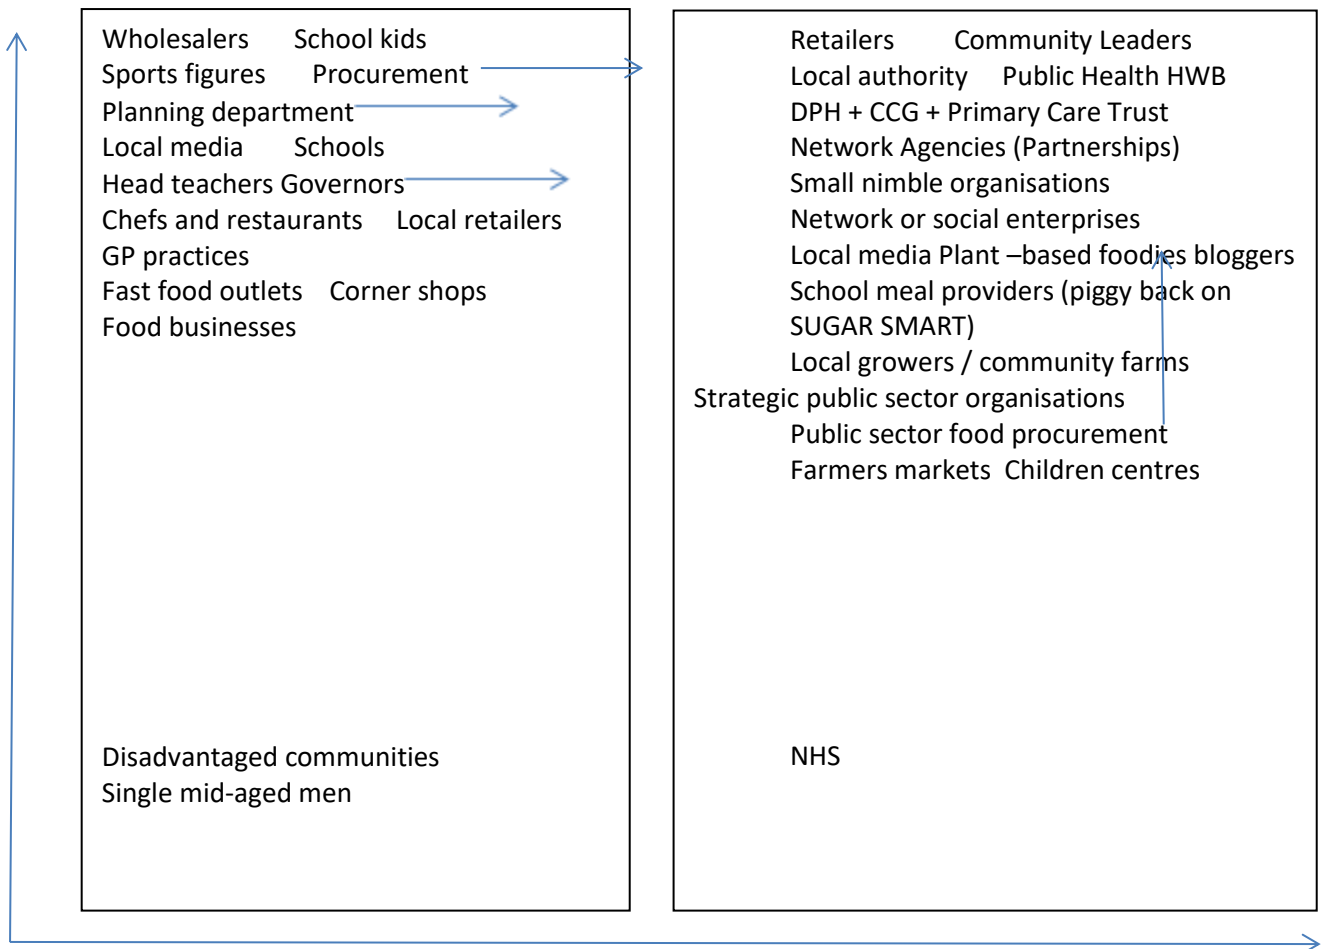 Wholesalers School kids
Sports figures Procurement
Planning department
Local media Schools
Head teachers Governors
Chefs and restaurants Local retailers
GP practices
Fast food outlets Corner shops
Food businesses
Disadvantaged communities
Single mid-aged men
Retailers Community Leaders
Local authority Public Health HWB
DPH + CCG + Primary Care Trust
Network Agencies (Partnerships)
Small nimble organisations
Network or social enterprises
Local media Plant –based foodies bloggers
School meal providers (piggy back on
SUGAR SMART)
Local growers / community farms
Strategic public sector organisations
Public sector food procurement
Farmers markets Children centres
NHS